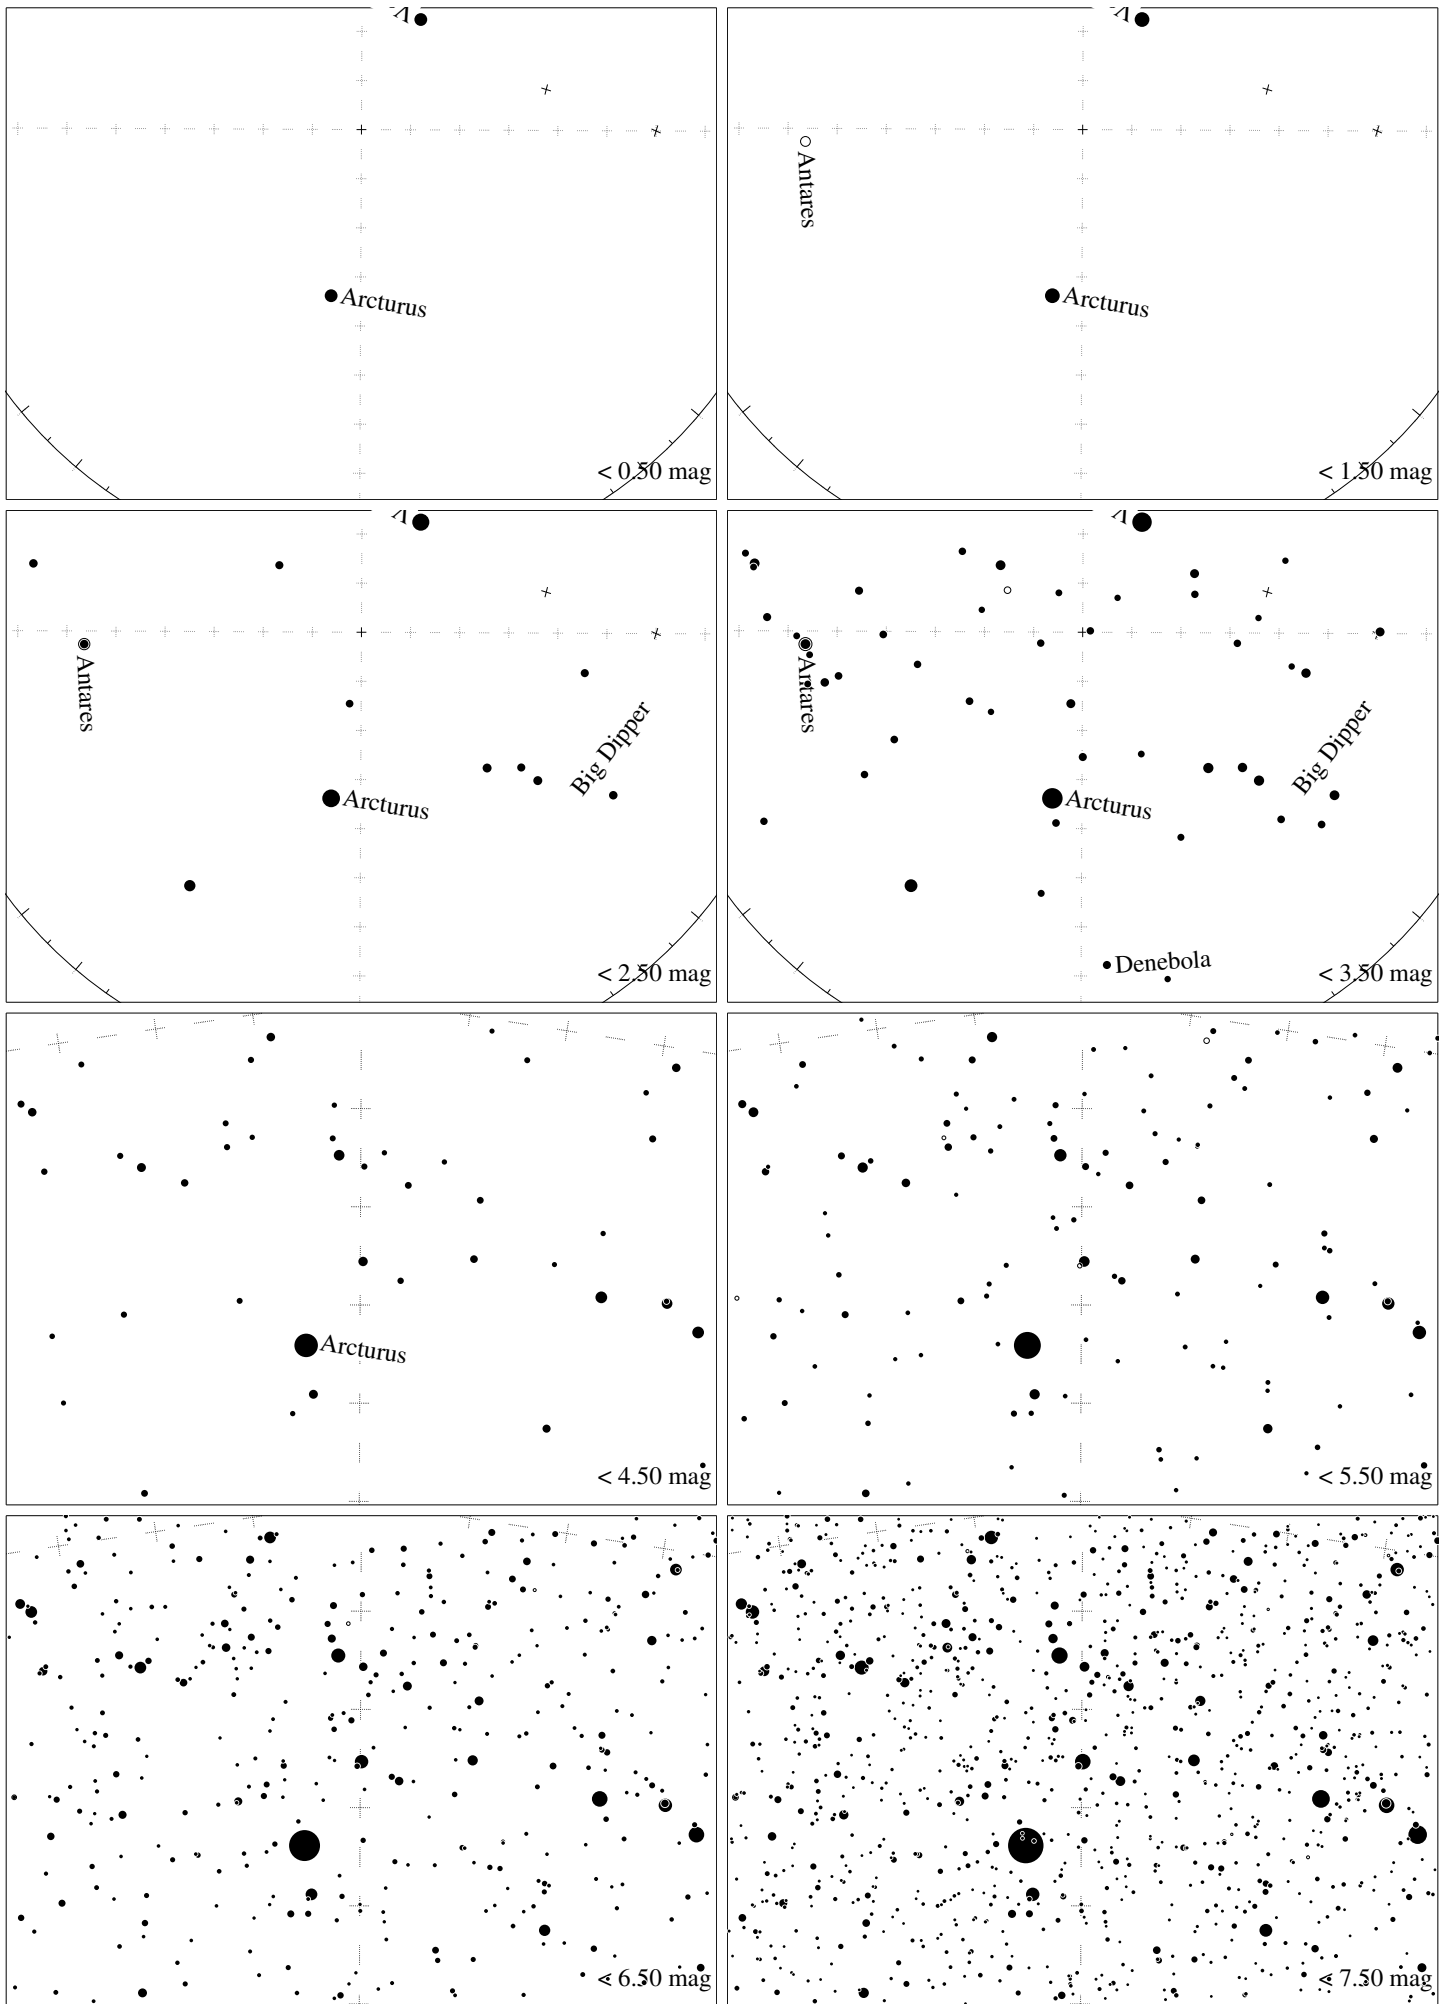 Arcturus
< 0.50 mag
Antares
Arcturus
< 1.50 mag
Antares
Big Dipper
Arcturus
< 2.50 mag
Antares
Big Dipper
Arcturus
Denebola
< 3.50 mag
Arcturus
< 4.50 mag
< 5.50 mag
< 6.50 mag
< 7.50 mag